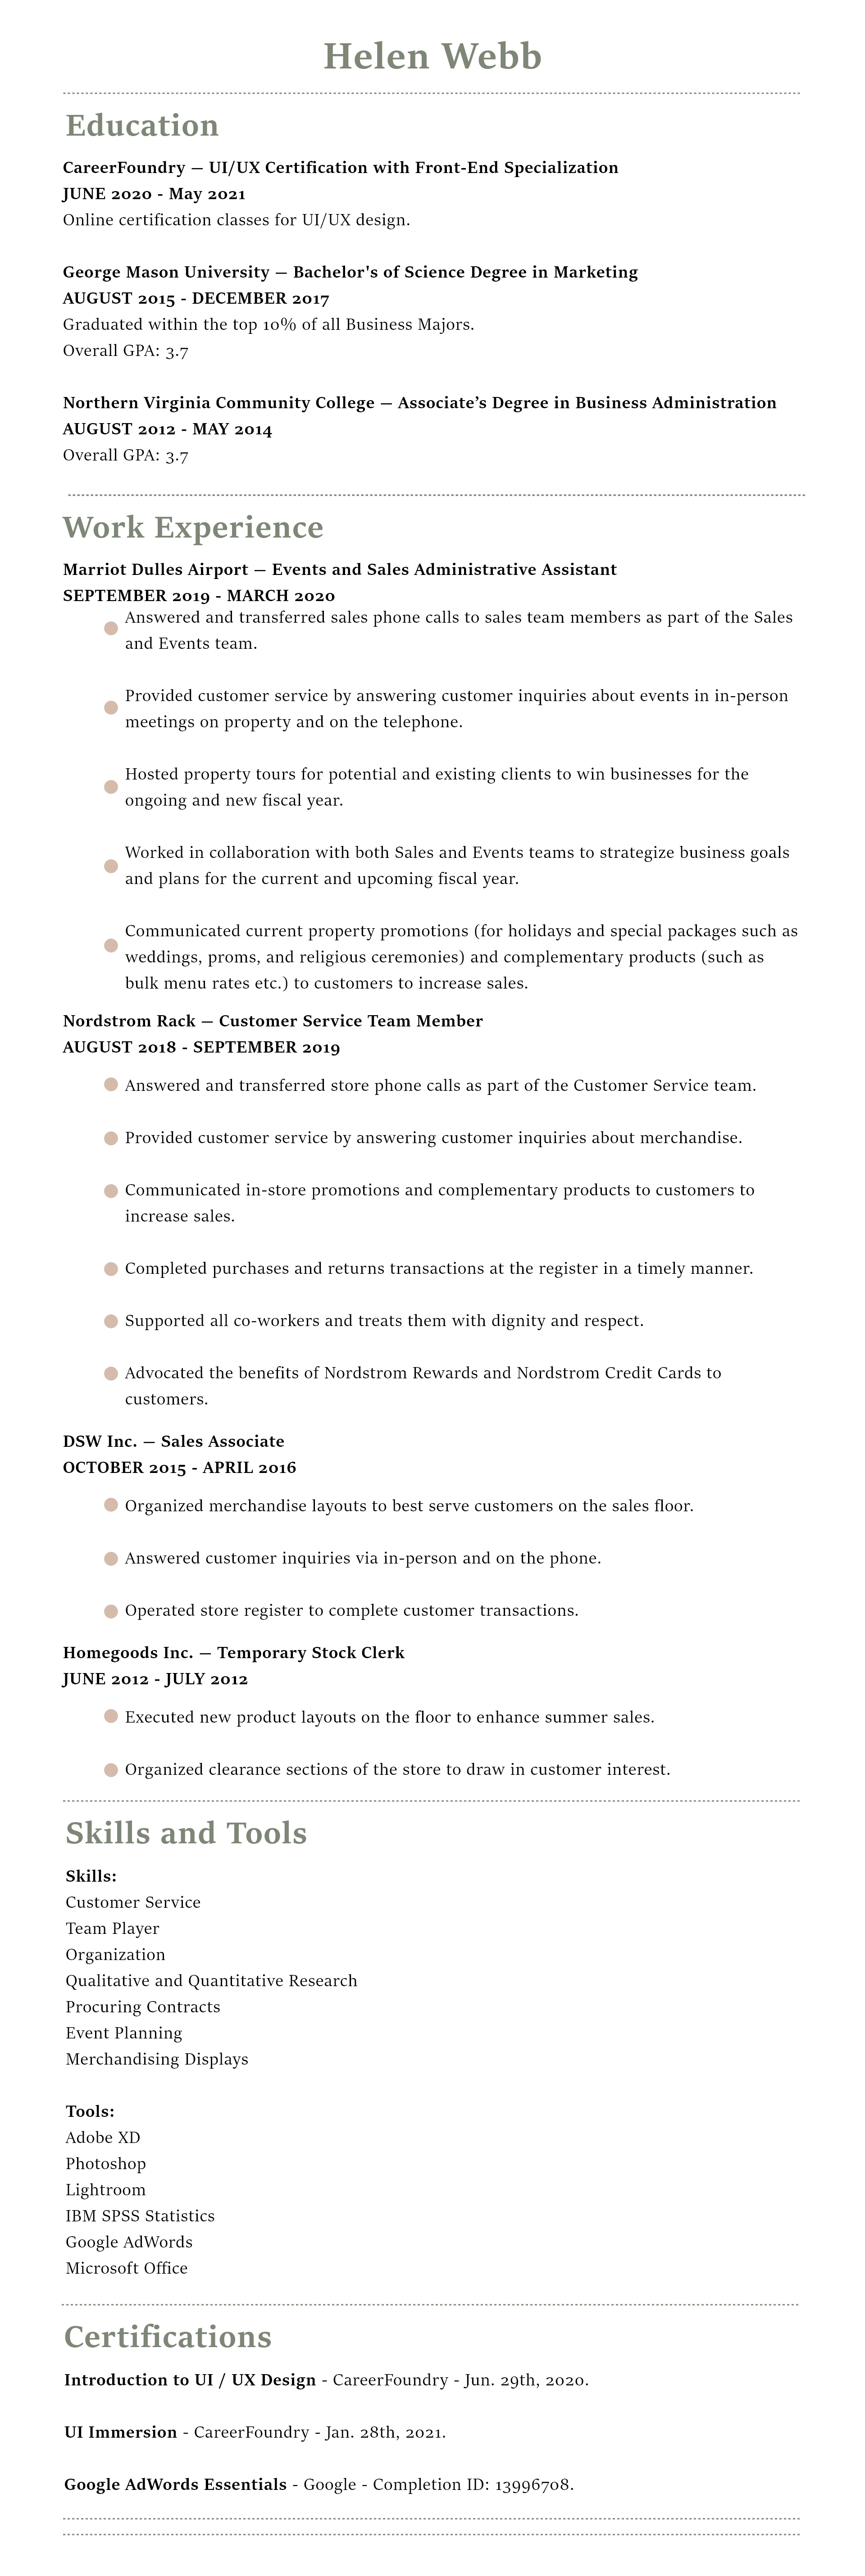 Helen Webb
Education
CareerFoundry — UI/UX Certification with Front-End Specialization
JUNE 2020 - May 2021
Online certification classes for UI/UX design.
George Mason University — Bachelor's of Science Degree in Marketing
AUGUST 2015 - DECEMBER 2017
Graduated within the top 10% of all Business Majors.
Overall GPA: 3.7
Northern Virginia Community College — Associate’s Degree in Business Administration
AUGUST 2012 - MAY 2014
Overall GPA: 3.7
Work Experience
Marriot Dulles Airport — Events and Sales Administrative Assistant
SEPTEMBER 2019 - MARCH 2020
Answered and transferred sales phone calls to sales team members as part of the Sales
and Events team.
Provided customer service by answering customer inquiries about events in in-person
meetings on property and on the telephone.
Hosted property tours for potential and existing clients to win businesses for the
ongoing and new fiscal year.
Worked in collaboration with both Sales and Events teams to strategize business goals
and plans for the current and upcoming fiscal year.
Communicated current property promotions (for holidays and special packages such as
weddings, proms, and religious ceremonies) and complementary products (such as
bulk menu rates etc.) to customers to increase sales.
Nordstrom Rack — Customer Service Team Member
AUGUST 2018 - SEPTEMBER 2019
Answered and transferred store phone calls as part of the Customer Service team.
Provided customer service by answering customer inquiries about merchandise.
Communicated in-store promotions and complementary products to customers to
increase sales.
Completed purchases and returns transactions at the register in a timely manner.
Supported all co-workers and treats them with dignity and respect.
Advocated the benefits of Nordstrom Rewards and Nordstrom Credit Cards to
customers.
DSW Inc. — Sales Associate
OCTOBER 2015 - APRIL 2016
Organized merchandise layouts to best serve customers on the sales floor.
Answered customer inquiries via in-person and on the phone.
Operated store register to complete customer transactions.
Homegoods Inc. — Temporary Stock Clerk
JUNE 2012 - JULY 2012
Executed new product layouts on the floor to enhance summer sales.
Organized clearance sections of the store to draw in customer interest.
Skills and Tools
Skills:
Customer Service
Team Player
Organization
Qualitative and Quantitative Research
Procuring Contracts
Event Planning
Merchandising Displays
Tools:
Adobe XD
Photoshop
Lightroom
IBM SPSS Statistics
Google AdWords
Microsoft Office
Certifications
Introduction to UI / UX Design - CareerFoundry - Jun. 29th, 2020.
UI Immersion - CareerFoundry - Jan. 28th, 2021.
Google AdWords Essentials - Google - Completion ID: 13996708.